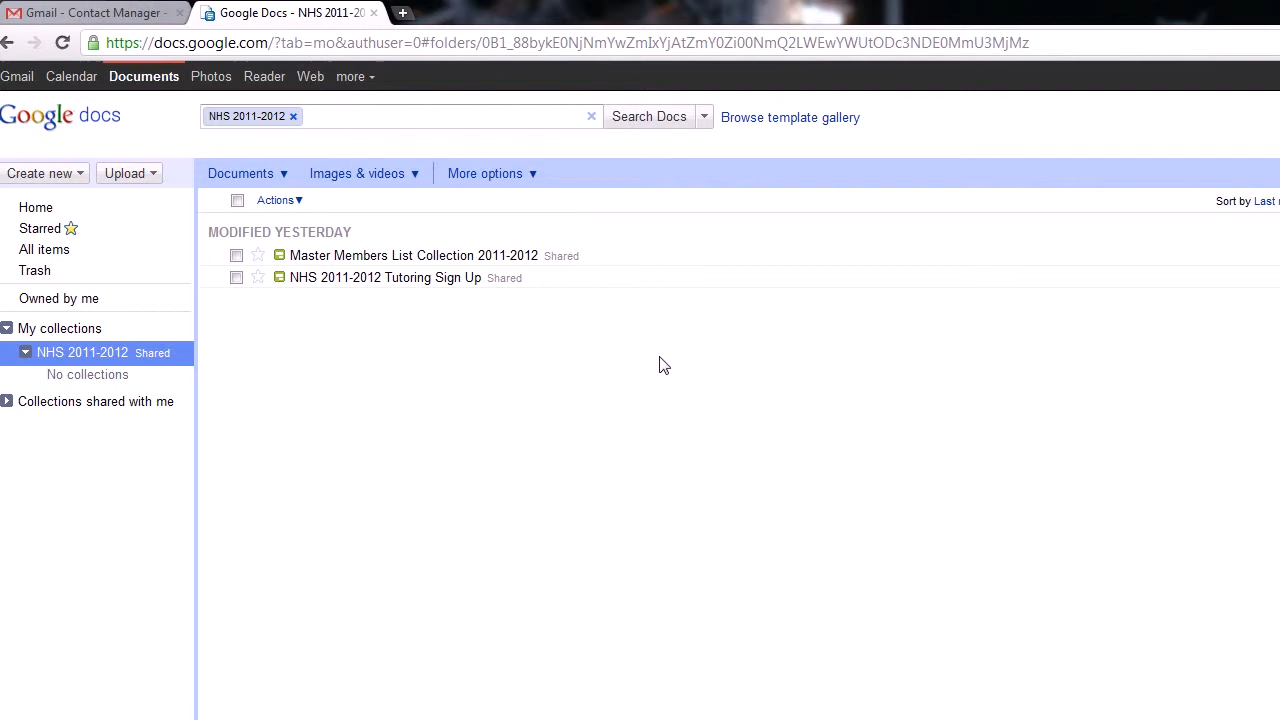 Gmail - Contact Manager -
Google Docs - NHS 2011-20
https://docs.google.com/?tab=mo&authuser=0#folders/0B1_88bykE0NjNmYwZmIxYjAtZmY0Zi00NmQ2LWEwYWUtODc3NDE0MmU3MjMz
Gmail Calendar Documents Photos Reader Web more
Google docs
NHS 2011-2012
Search Docs
Browse template gallery
Create new Upload
Documents Images & videos More options
Actions
Sort by Last
Home
Starred
All items
Trash
Owned by me
My collections
NHS 2011-2012 Shared
No collections
Collections shared with me
MODIFIED YESTERDAY
Master Members List Collection 2011-2012 Shared
NHS 2011-2012 Tutoring Sign Up Shared